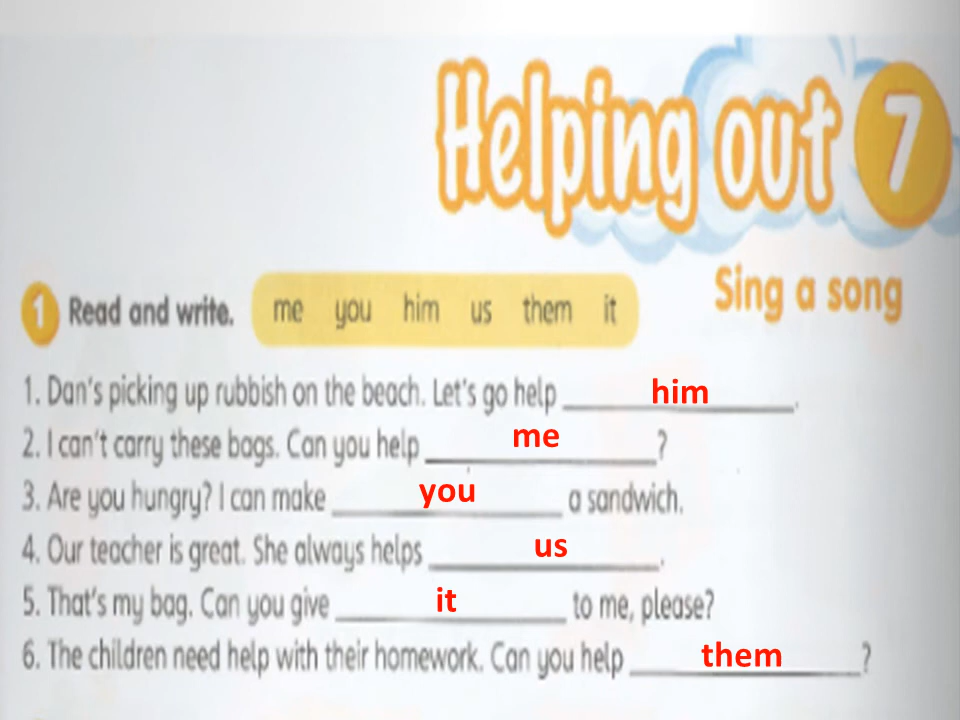 Helping out 7
Sing a song
1 Read and write. me you him us them it
1. Dan's picking up rubbish on the beach. Let's go help him.
2. I can't carry these bags. Can you help me?
3. Are you hungry? I can make you a sandwich.
4. Our teacher is great. She always helps us.
5. That's my bag. Can you give it to me, please?
6. The children need help with their homework. Can you help them?